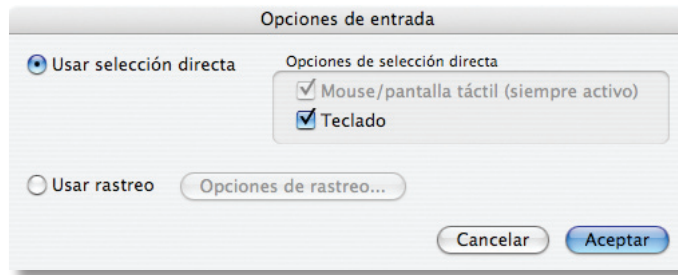 Opciones de entrada
Usar selección directa
Opciones de selección directa
Mouse/pantalla táctil (siempre activo)
Teclado
Usar rastreo
Opciones de rastreo...
Cancelar
Aceptar